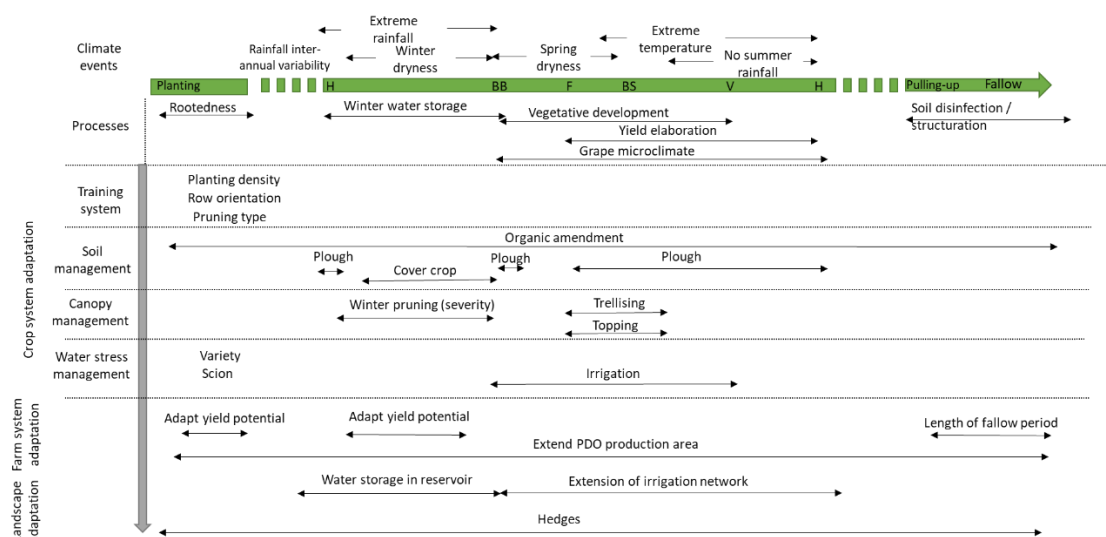 Climate
events
Rainfall inter-
annual variability
Extreme
rainfall
Winter
dryness
Spring
dryness
Extreme
temperature
No summer
rainfall
Planting
H
BB
F
BS
V
H
Pulling-up
Fallow
Processes
Rootedness
Winter water storage
Vegetative development
Yield elaboration
Grape microclimate
Soil disinfection /
structuration
Crop system adaptation
Training
system
Planting density
Row orientation
Pruning type
Soil
management
Organic amendment
Plough
Cover crop
Plough
Plough
Canopy
management
Winter pruning (severity)
Trellising
Topping
Water stress
management
Variety
Scion
Irrigation
Farm system
adaptation
Adapt yield potential
Adapt yield potential
Length of fallow period
Extend PDO production area
andscape
daptation
Water storage in reservoir
Extension of irrigation network
Hedges